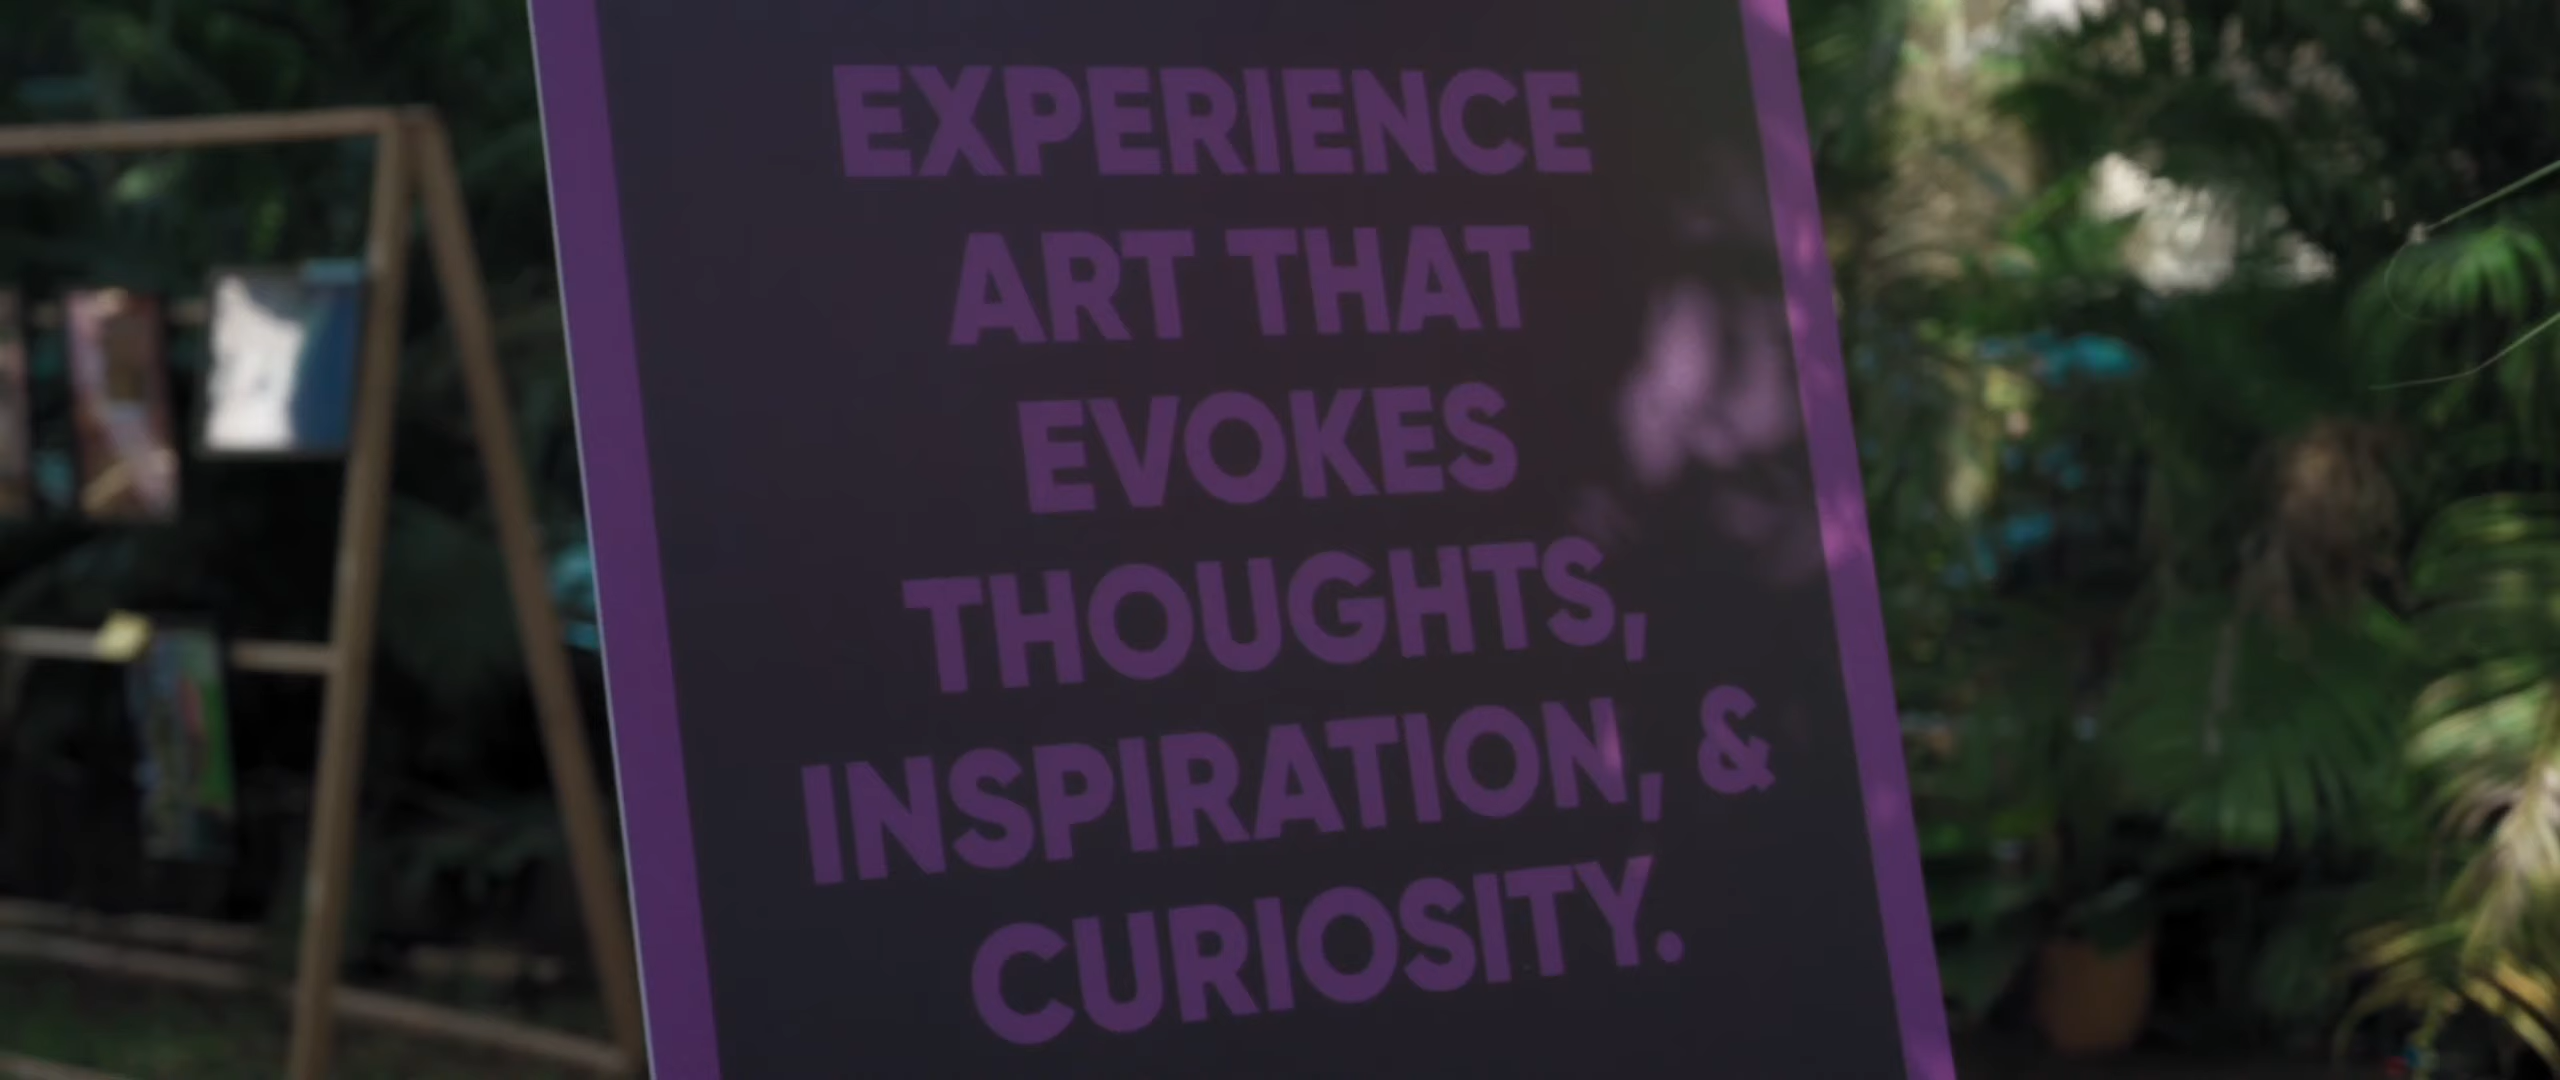 EXPERIENCE
ART THAT
EVOKES
THOUGHTS,
INSPIRATION, &
CURIOSITY.